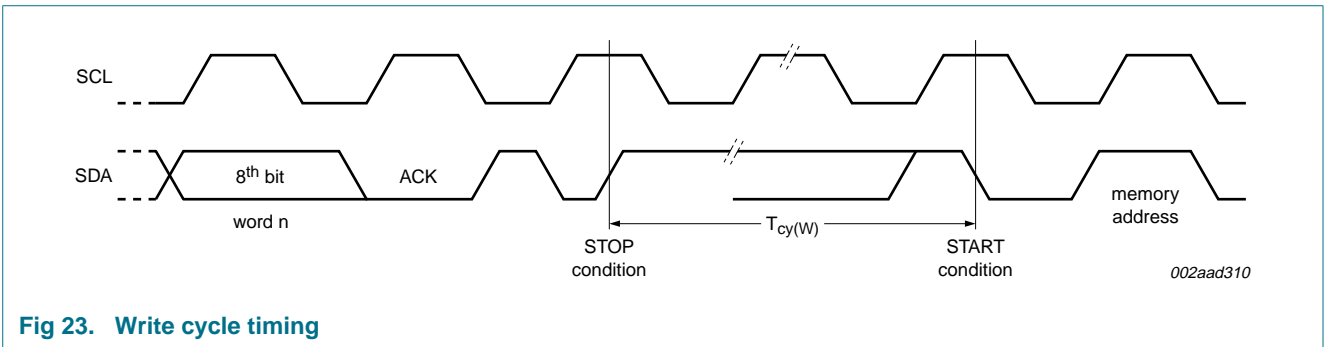 SCL
SDA
8th bit
ACK
word n
memory
address
Tcy(W)
STOP
condition
START
condition
002aad310
Fig 23. Write cycle timing